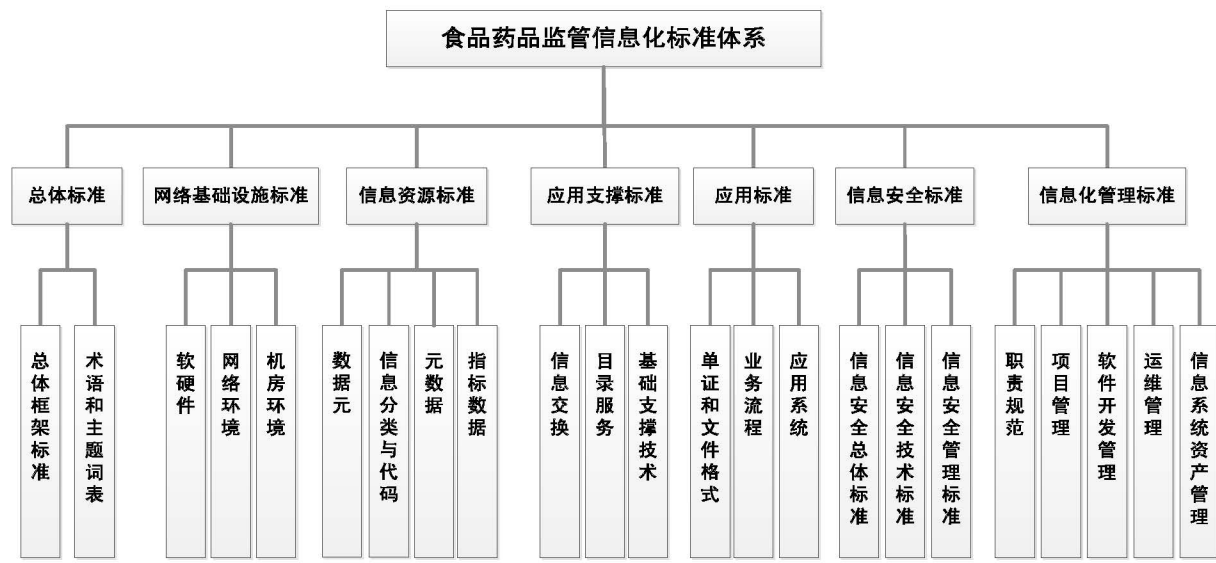 食品药品监管信息化标准体系
总体标准
网络基础设施标准
信息资源标准
应用支撑标准
应用标准
信息安全标准
信息化管理标准
总体框架标准
术语和主题词表
软硬件
网络环境
机房环境
数据元
信息分类与代码
元数据
指标数据
信息交换
目录服务
基础支撑技术
单证和文件格式
业务流程
应用系统
信息安全总体标准
信息安全技术标准
信息安全管理标准
职责规范
项目管理
软件开发管理
运维管理
信息系统资产管理